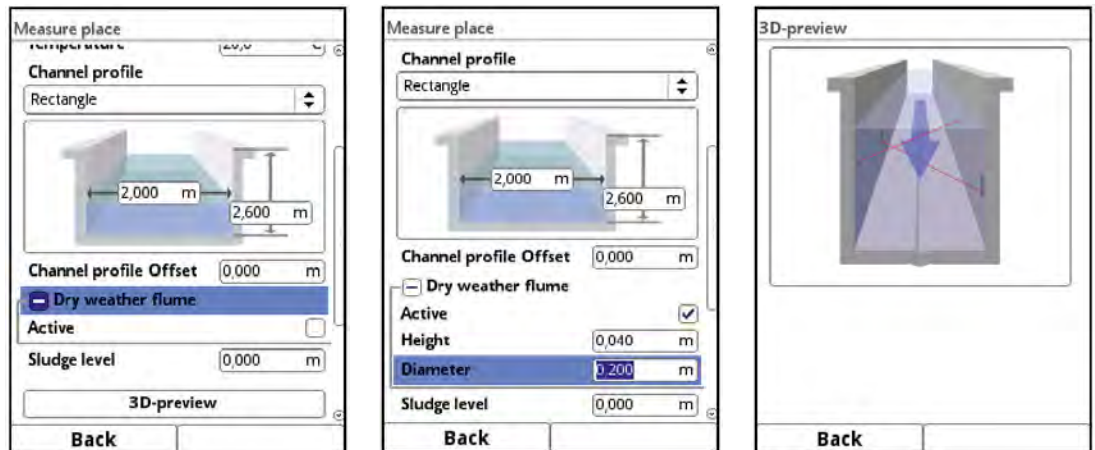 Measure place
Temperature 20,0 °C
Channel profile
Rectangle
2,000 m
2,600 m
Channel profile Offset 0,000 m
Dry weather flume
Active
Sludge level 0,000 m
3D-preview
Back
Measure place
Channel profile
Rectangle
2,000 m
2,600 m
Channel profile Offset 0,000 m
Dry weather flume
Active
Height 0,040 m
Diameter 0,200 m
Sludge level 0,000 m
Back
3D-preview
Back